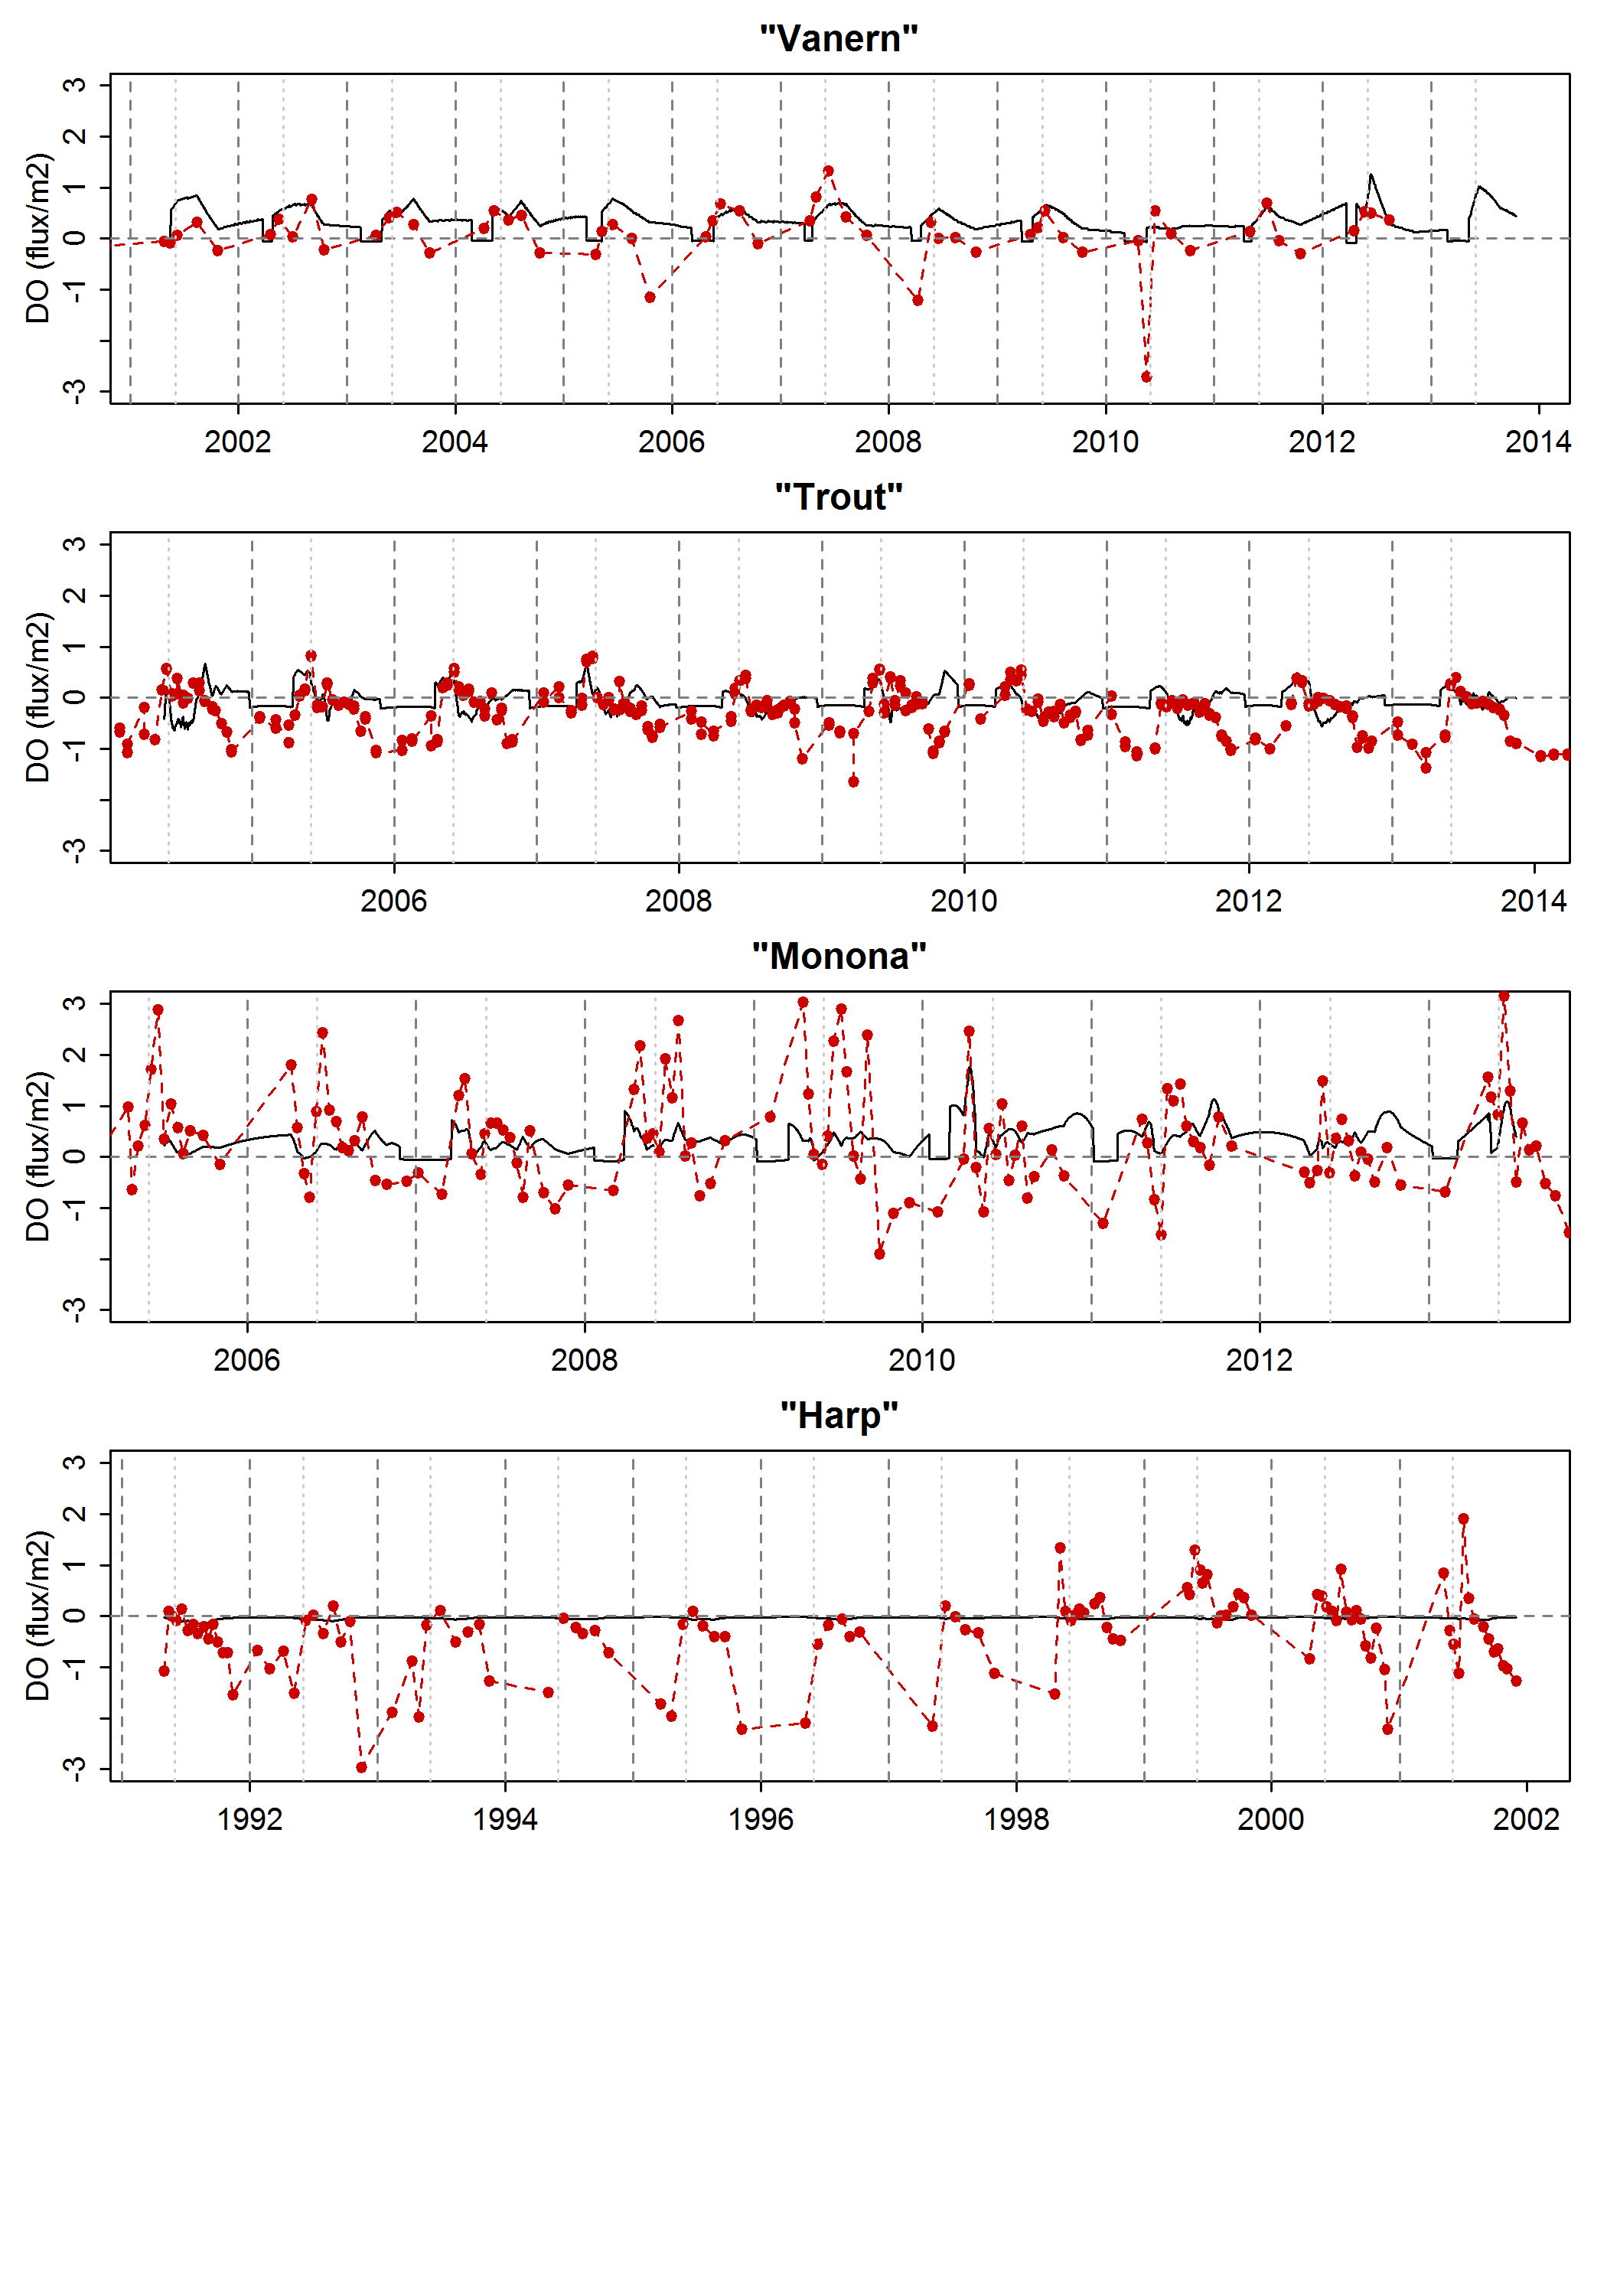 "Vanern"
DO (flux/m2)
3
2
1
0
-1
-3
2002 2004 2006 2008 2010 2012 2014
"Trout"
DO (flux/m2)
3
2
1
0
-1
-3
2006 2008 2010 2012 2014
"Monona"
DO (flux/m2)
3
2
1
0
-1
-3
2006 2008 2010 2012
"Harp"
DO (flux/m2)
3
2
1
0
-1
-3
1992 1994 1996 1998 2000 2002